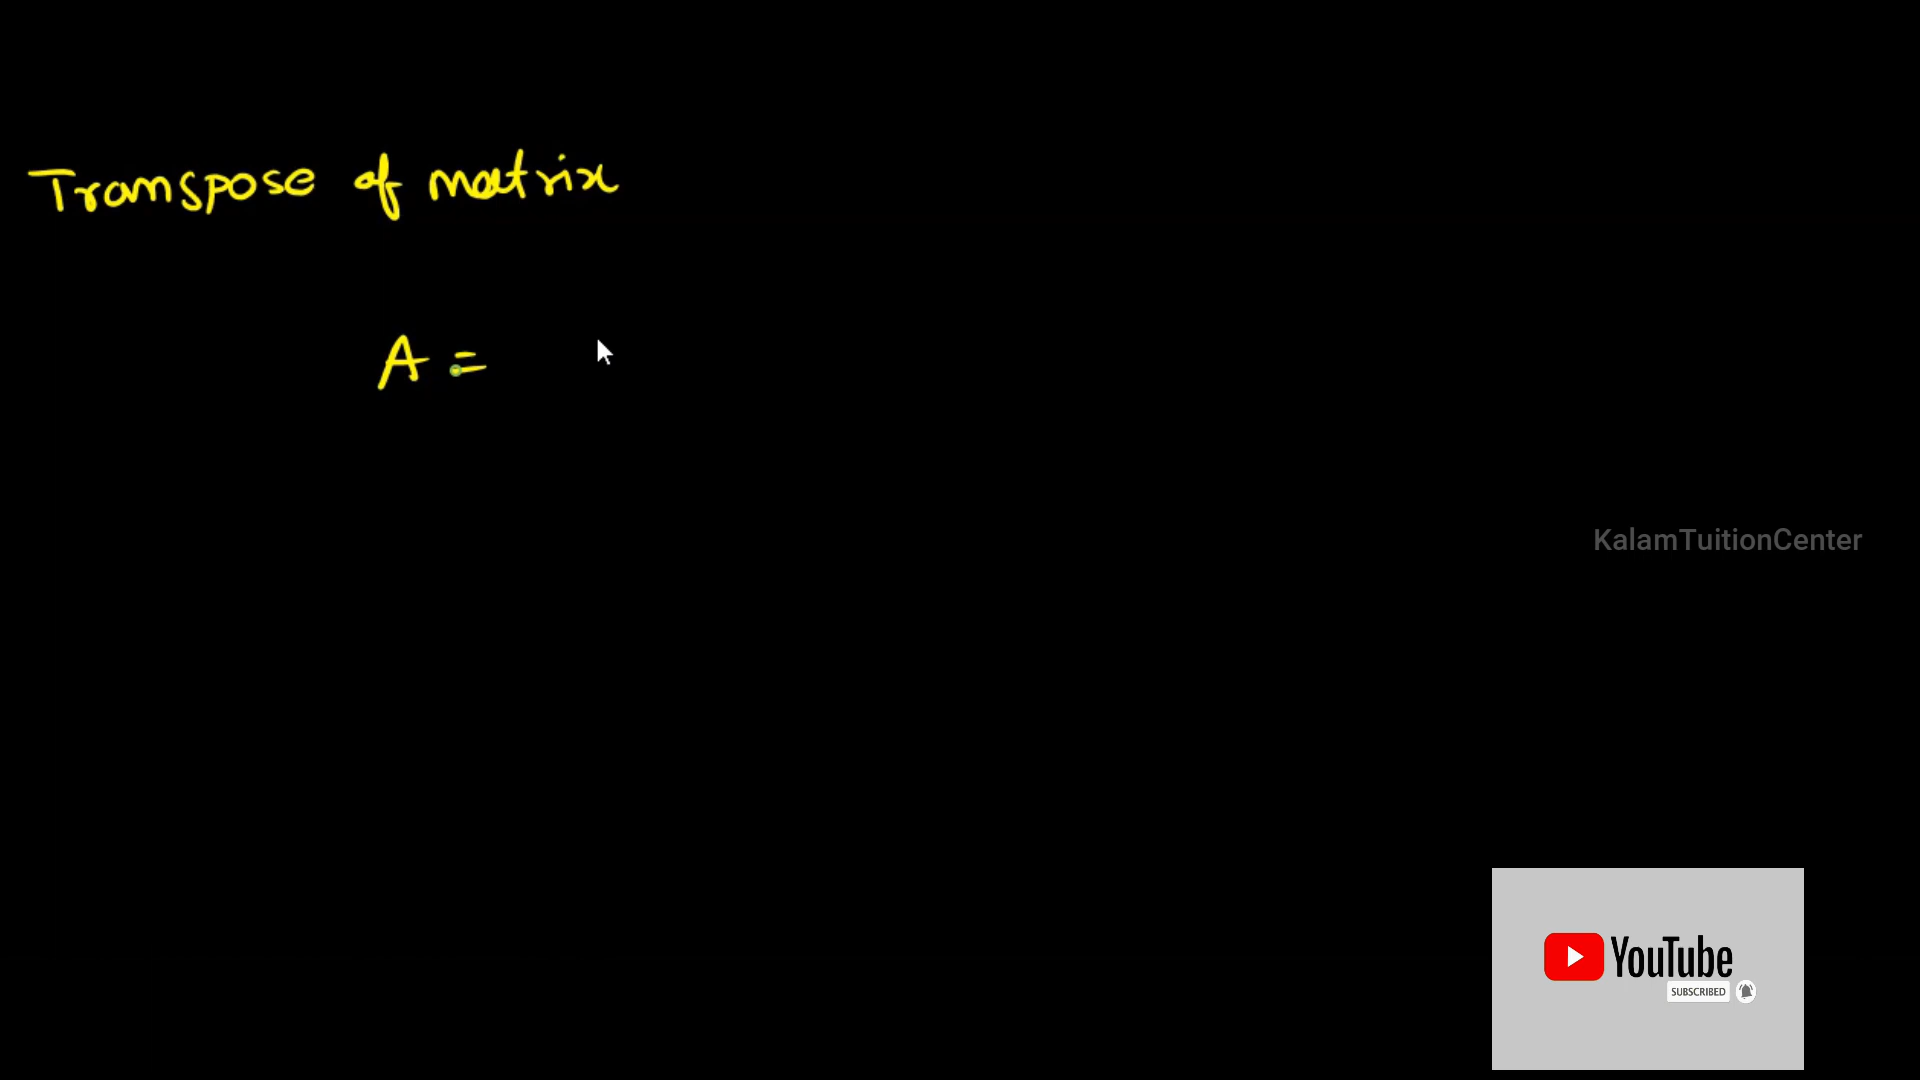 Transpose of matrix
A =
KalamTuitionCenter
YouTube
SUBSCRIBED